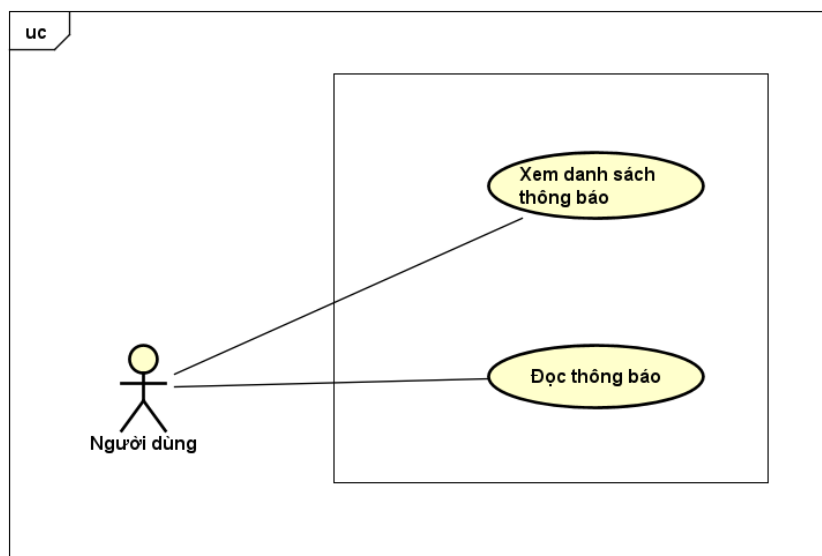 uc
Xem danh sách
thông báo
Đọc thông báo
Người dùng